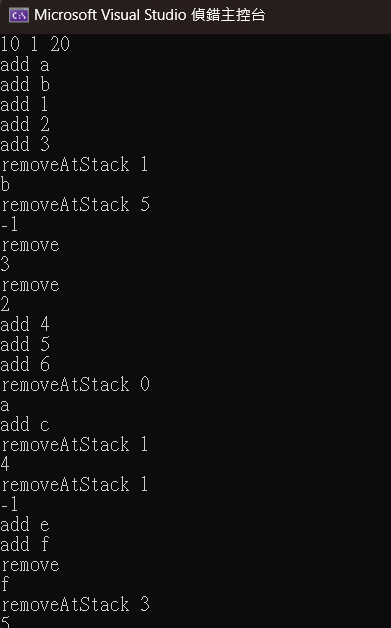 Microsoft Visual Studio 偵錯主控台
10 1 20
add a
add b
add 1
add 2
add 3
removeAtStack 1
b
removeAtStack 5
-1
remove
3
remove
2
add 4
add 5
add 6
removeAtStack 0
a
add c
removeAtStack 1
4
removeAtStack 1
-1
add e
add f
remove
f
removeAtStack 3
5